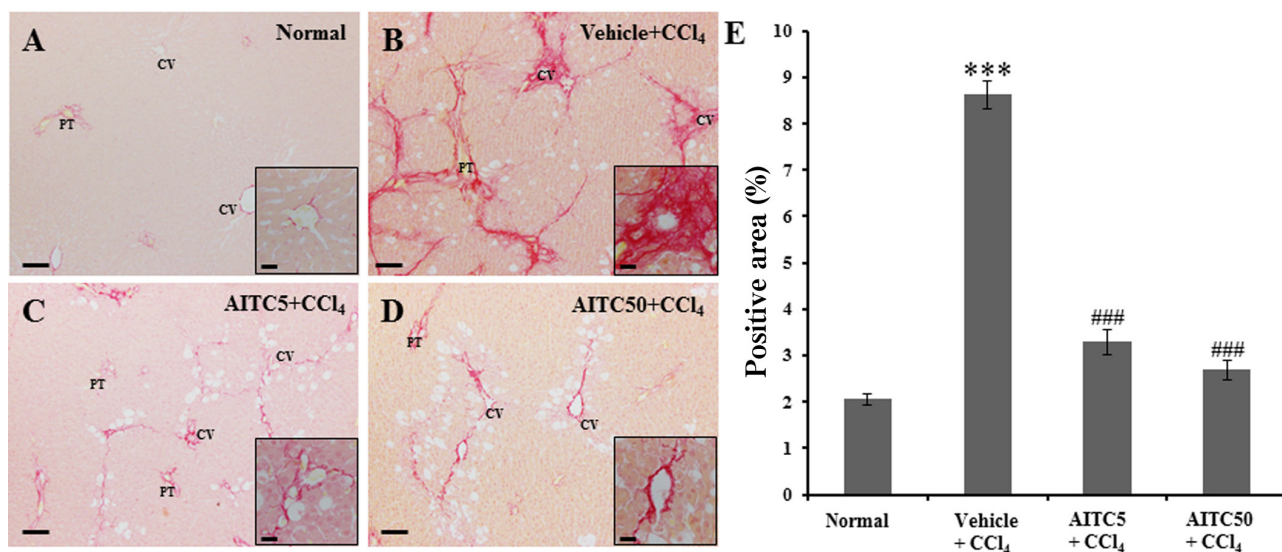 A
Normal
CV
PT
CV
B
Vehicle+CCl₄
CV
CV
PT
C
AITC5+CCl₄
CV
PT
CV
PT
D
AITC50+CCl₄
PT
CV
CV
E
Positive area (%)
10
9
8
7
6
5
4
3
2
1
0
***
###
###
Normal
Vehicle
+ CCl₄
AITC5
+ CCl₄
AITC50
+ CCl₄